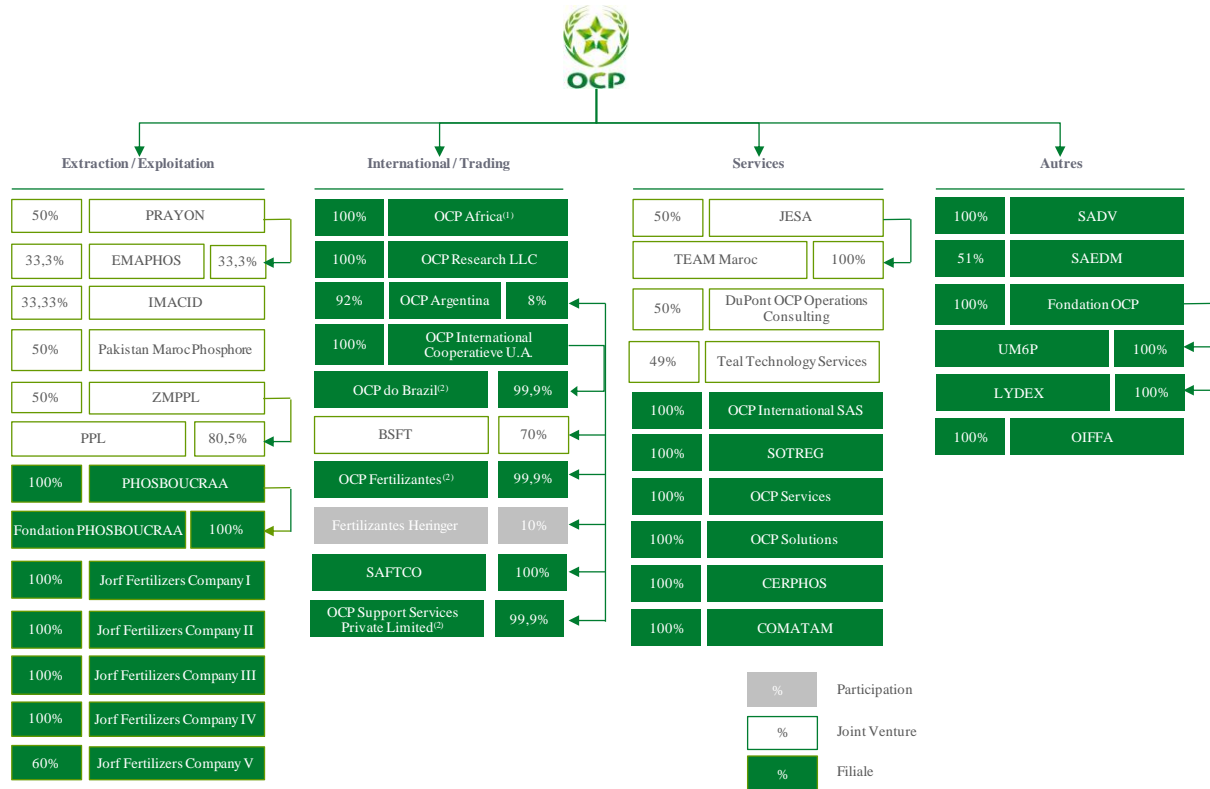 OCP
Extraction / Exploitation
50% PRAYON
33,3% EMAPHOS 33,3%
33,33% IMACID
50% Pakistan Maroc Phosphore
50% ZMPPL
PPL 80,5%
100% PHOSBOUCRAA
Fondation PHOSBOUCRAA 100%
100% Jorf Fertilizers Company I
100% Jorf Fertilizers Company II
100% Jorf Fertilizers Company III
100% Jorf Fertilizers Company IV
60% Jorf Fertilizers Company V
International / Trading
100% OCP Africa(1)
100% OCP Research LLC
92% OCP Argentina 8%
100% OCP International
Cooperatieve U.A.
OCP do Brazil(2) 99,9%
BSFT 70%
OCP Fertilizantes(2) 99,9%
Fertilizantes Heringer 10%
SAFTCO 100%
OCP Support Services
Private Limited(2) 99,9%
Services
50% JESA
TEAM Maroc 100%
50% DuPont OCP Operations
Consulting
49% Teal Technology Services
100% OCP International SAS
100% SOTREG
100% OCP Services
100% OCP Solutions
100% CERPHOS
100% COMATAM
Autres
100% SADV
51% SAEDM
100% Fondation OCP
UM6P 100%
LYDEX 100%
100% OIFFA
% Participation
% Joint Venture
% Filiale